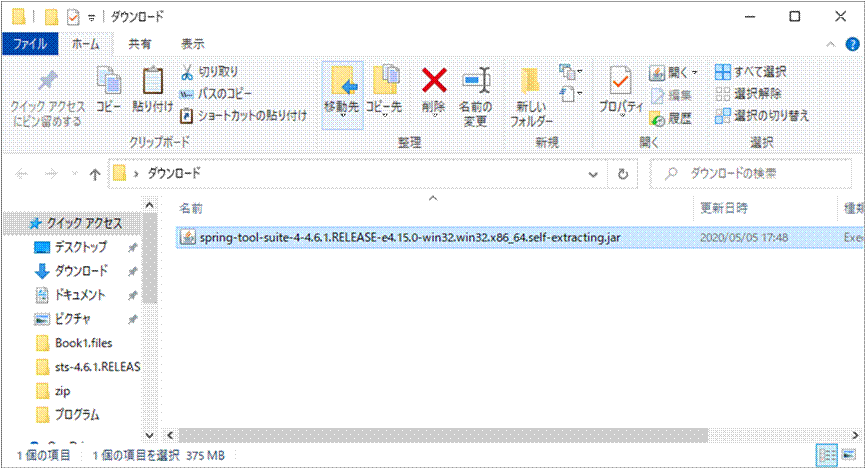 ダウンロード
ファイル ホーム 共有 表示
クイック アクセス
にピン留めする
コピー
貼り付け
切り取り
パスのコピー
ショートカットの貼り付け
クリップボード
移動先
コピー先
削除
名前の
変更
整理
新しい
フォルダー
新規
プロパティ
開く
編集
履歴
開く
すべて選択
選択解除
選択の切り替え
選択
ダウンロード
ダウンロードの検索
名前 更新日時 種類
クイック アクセス
デスクトップ
ダウンロード
ドキュメント
ピクチャ
Book1.files
sts-4.6.1.RELEAS
zip
プログラム
spring-tool-suite-4-4.6.1.RELEASE-e4.15.0-win32.win32.x86_64.self-extracting.jar 2020/05/05 17:48 Exec
1 個の項目 1 個の項目を選択 375 MB